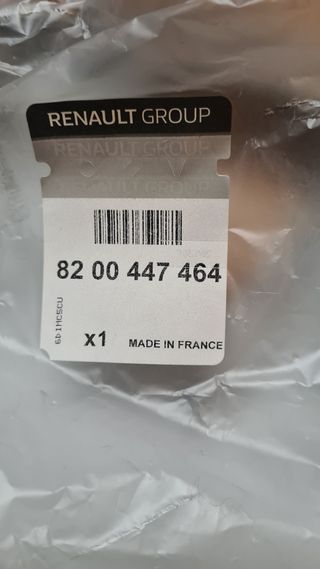 RENAULT GROUP
RENAULT GROUP
82 00 447 464
x1 MADE IN FRANCE